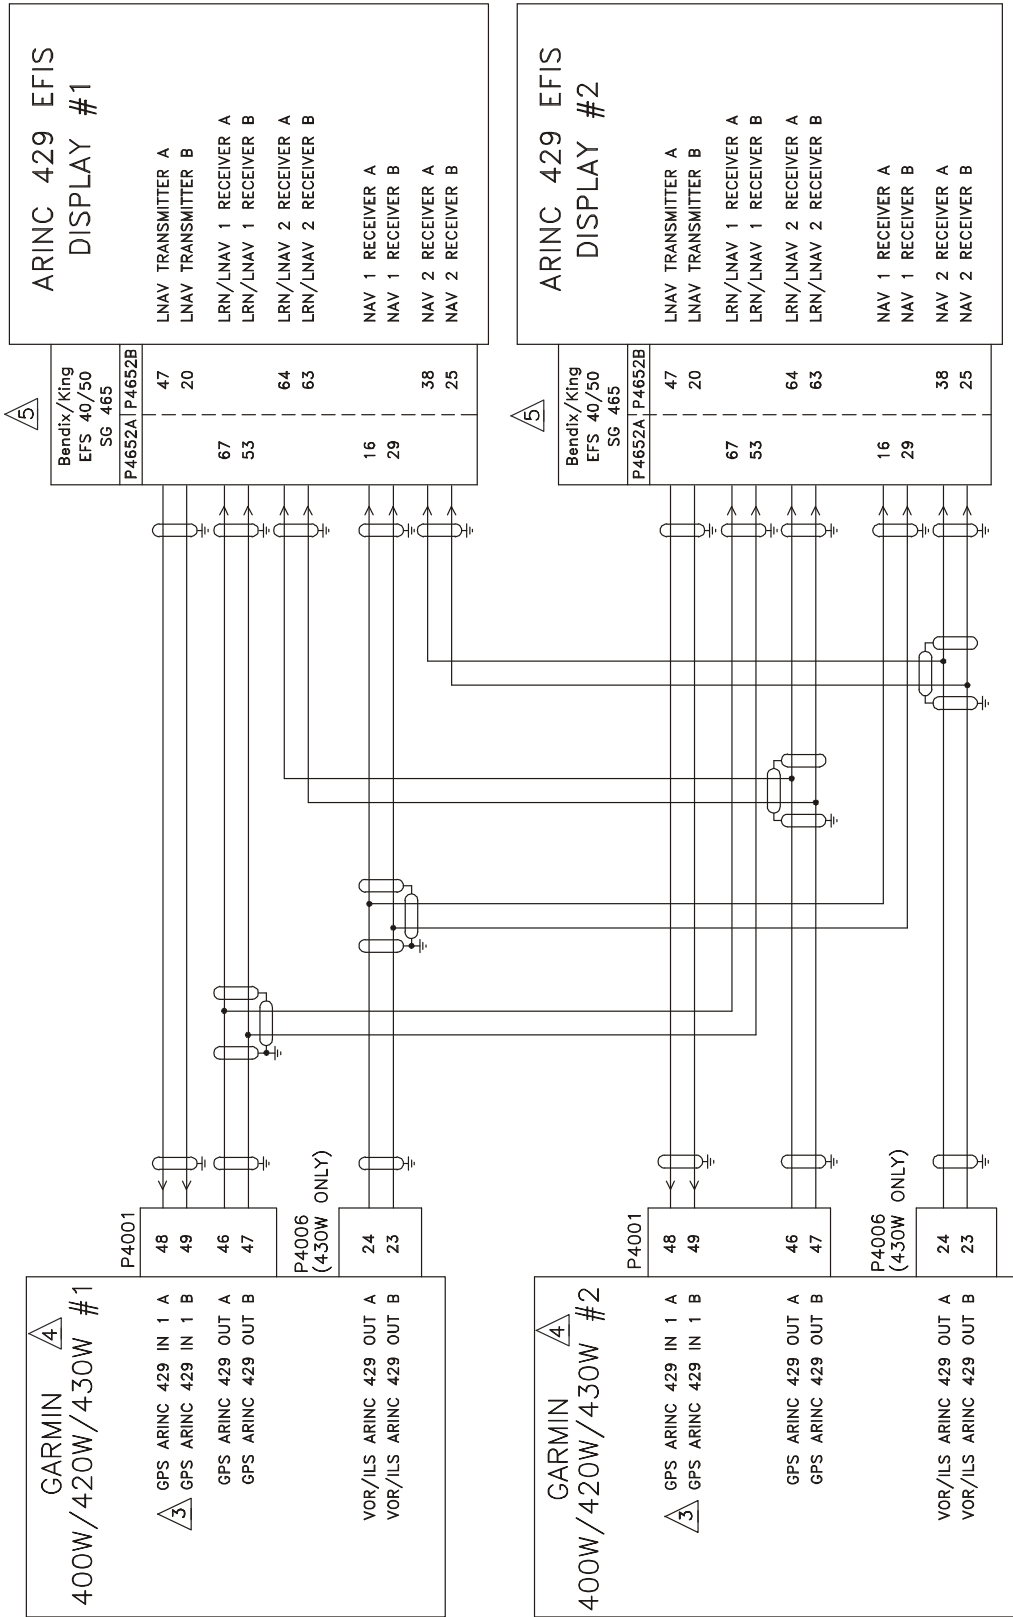 GARMIN
400W/420W/430W #1
4
3
GPS ARINC 429 IN 1 A
GPS ARINC 429 IN 1 B
GPS ARINC 429 OUT A
GPS ARINC 429 OUT B
VOR/ILS ARINC 429 OUT A
VOR/ILS ARINC 429 OUT B
P4001
48
49
46
47
P4006
(430W ONLY)
24
23
5
Bendix/King
EFS 40/50
SG 465
P4652A P4652B
47
20
67
53
64
63
16
29
38
25
ARINC 429 EFIS
DISPLAY #1
LNAV TRANSMITTER A
LNAV TRANSMITTER B
LRN/LNAV 1 RECEIVER A
LRN/LNAV 1 RECEIVER B
LRN/LNAV 2 RECEIVER A
LRN/LNAV 2 RECEIVER B
NAV 1 RECEIVER A
NAV 1 RECEIVER B
NAV 2 RECEIVER A
NAV 2 RECEIVER B
GARMIN
400W/420W/430W #2
4
3
GPS ARINC 429 IN 1 A
GPS ARINC 429 IN 1 B
GPS ARINC 429 OUT A
GPS ARINC 429 OUT B
VOR/ILS ARINC 429 OUT A
VOR/ILS ARINC 429 OUT B
P4001
48
49
46
47
P4006
(430W ONLY)
24
23
5
Bendix/King
EFS 40/50
SG 465
P4652A P4652B
47
20
67
53
64
63
16
29
38
25
ARINC 429 EFIS
DISPLAY #2
LNAV TRANSMITTER A
LNAV TRANSMITTER B
LRN/LNAV 1 RECEIVER A
LRN/LNAV 1 RECEIVER B
LRN/LNAV 2 RECEIVER A
LRN/LNAV 2 RECEIVER B
NAV 1 RECEIVER A
NAV 1 RECEIVER B
NAV 2 RECEIVER A
NAV 2 RECEIVER B